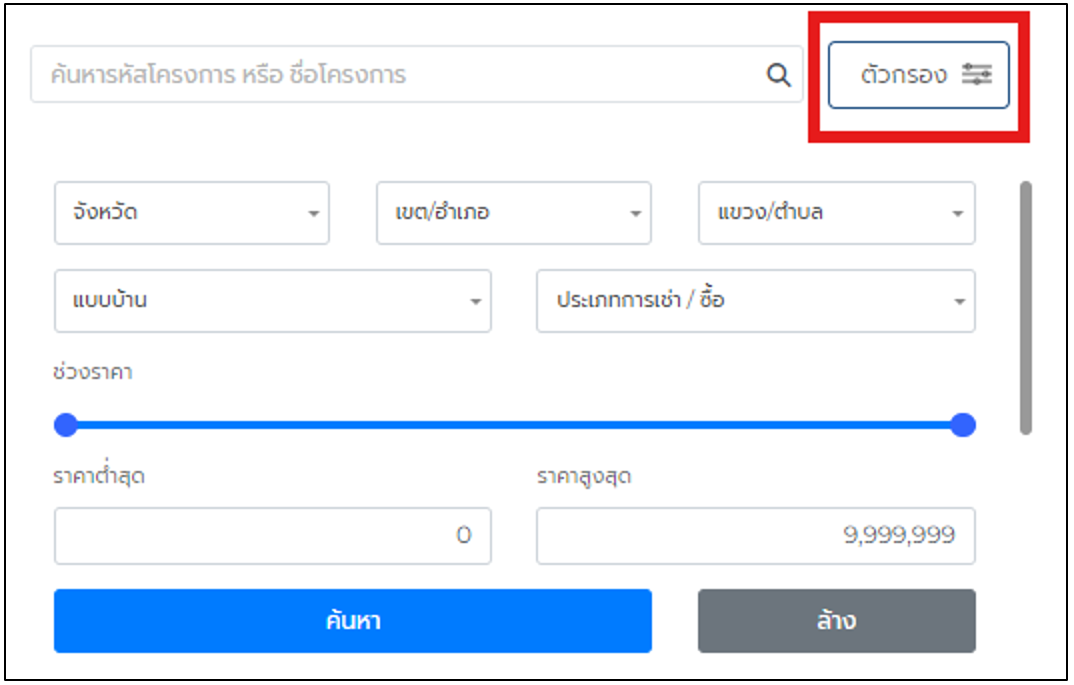 ค้นหารหัสโครงการ หรือ ชื่อโครงการ
ตัวกรอง
จังหวัด
เขต/อำเภอ
แขวง/ตำบล
แบบบ้าน
ประเภทการเช่า / ซื้อ
ช่วงราคา
ราคาต่ำสุด
ราคาสูงสุด
0
9,999,999
ค้นหา
ล้าง